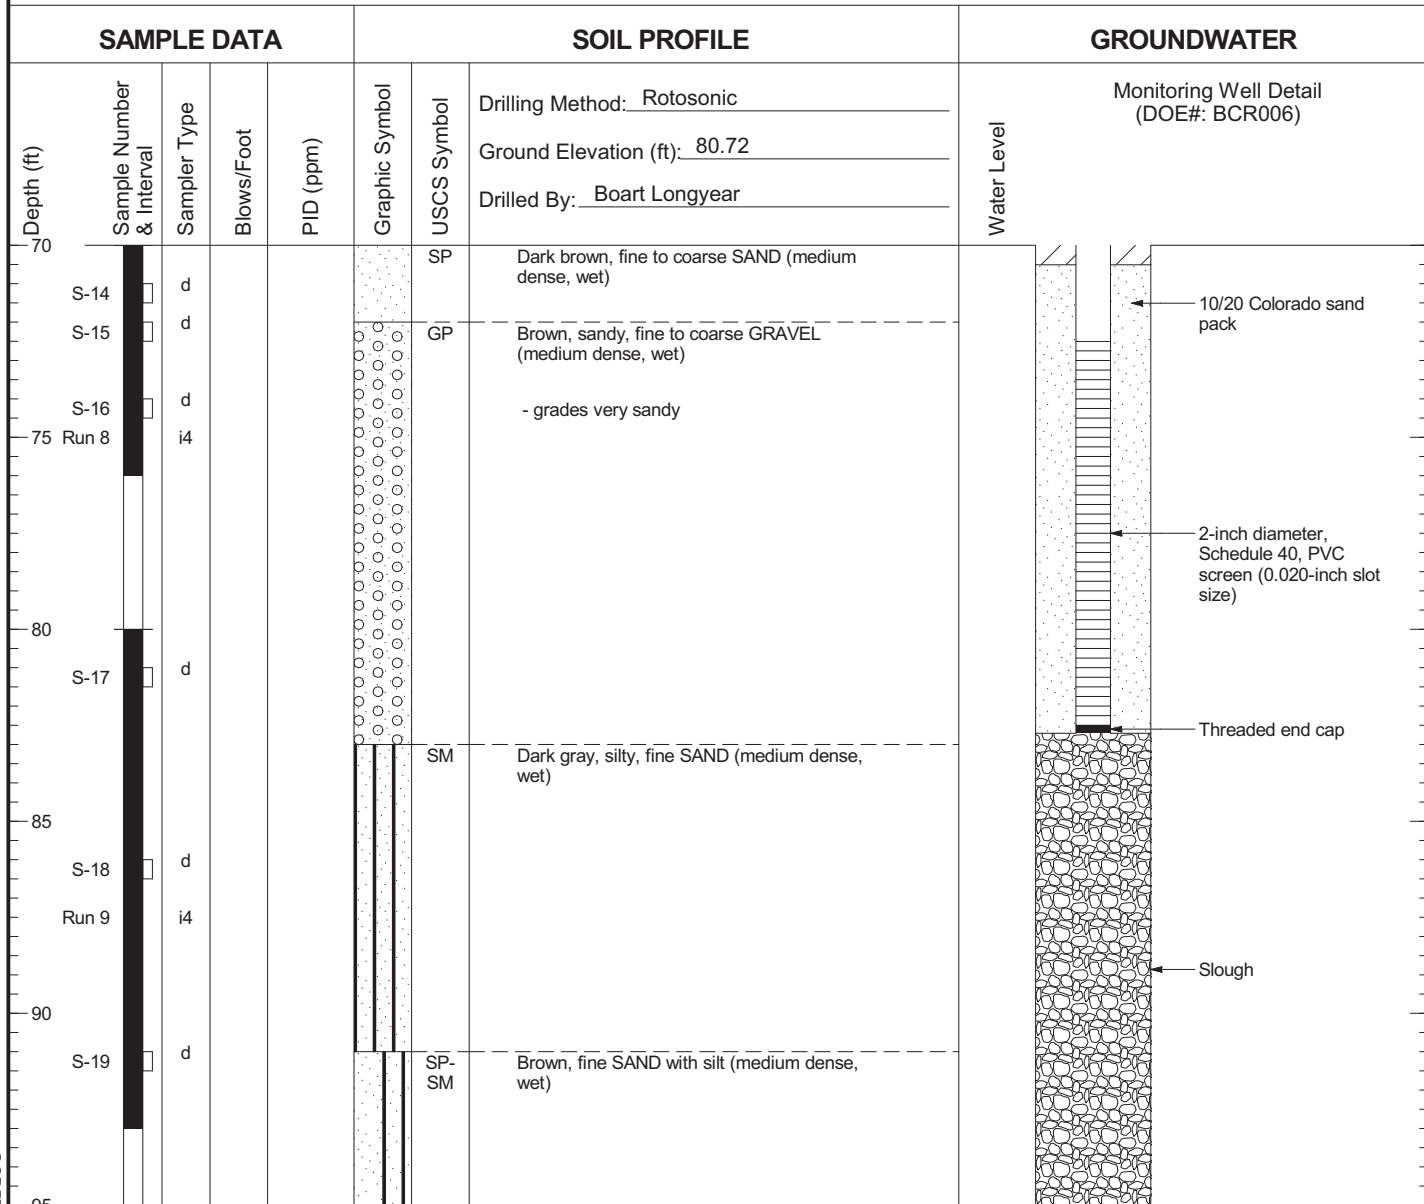 SAMPLE DATA
SOIL PROFILE
GROUNDWATER
Depth (ft)
Sample Number
& Interval
Sampler Type
Blows/Foot
PID (ppm)
Graphic Symbol
USCS Symbol
Drilling Method: Rotosonic
Ground Elevation (ft): 80.72
Drilled By: Boart Longyear
Water Level
Monitoring Well Detail
(DOE#: BCR006)
70
SP
Dark brown, fine to coarse SAND (medium
dense, wet)
S-14
d
10/20 Colorado sand
pack
S-15
d
GP
Brown, sandy, fine to coarse GRAVEL
(medium dense, wet)
S-16
d
- grades very sandy
75
Run 8
i4
2-inch diameter,
Schedule 40, PVC
screen (0.020-inch slot
size)
80
S-17
d
Threaded end cap
SM
Dark gray, silty, fine SAND (medium dense,
wet)
85
S-18
d
Run 9
i4
Slough
90
S-19
d
SP-
SM
Brown, fine SAND with silt (medium dense,
wet)
95